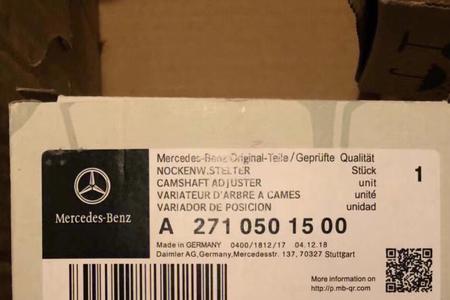 Mercedes-Benz Original-Teile / Geprüfte Qualität
NOCKENW.STELTER Stück
CAMSHAFT ADJUSTER unit
VARIATEUR D'ARBRE A CAMES unité
VARIADOR DE POSICION unidad
1
Mercedes-Benz
A 271 050 15 00
Made in GERMANY 0400/1812/17 04.12.18
Daimler AG,Germany,Mercedesstr. 137, 70327 Stuttgart
More information on
http://p.mb-qr.com